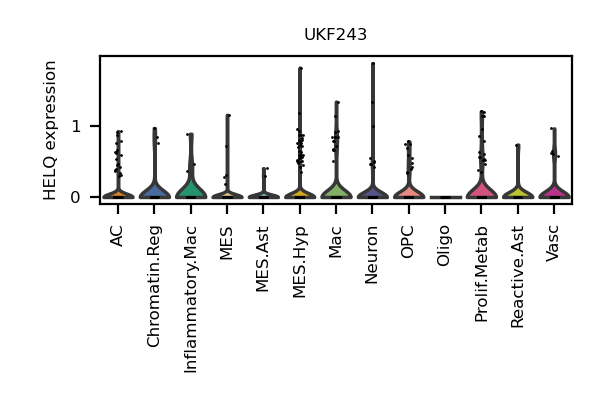 UKF243
HELQ expression
1
0
AC
Chromatin.Reg
Inflammatory.Mac
MES
MES.Ast
MES.Hyp
Mac
Neuron
OPC
Oligo
Prolif.Metab
Reactive.Ast
Vasc